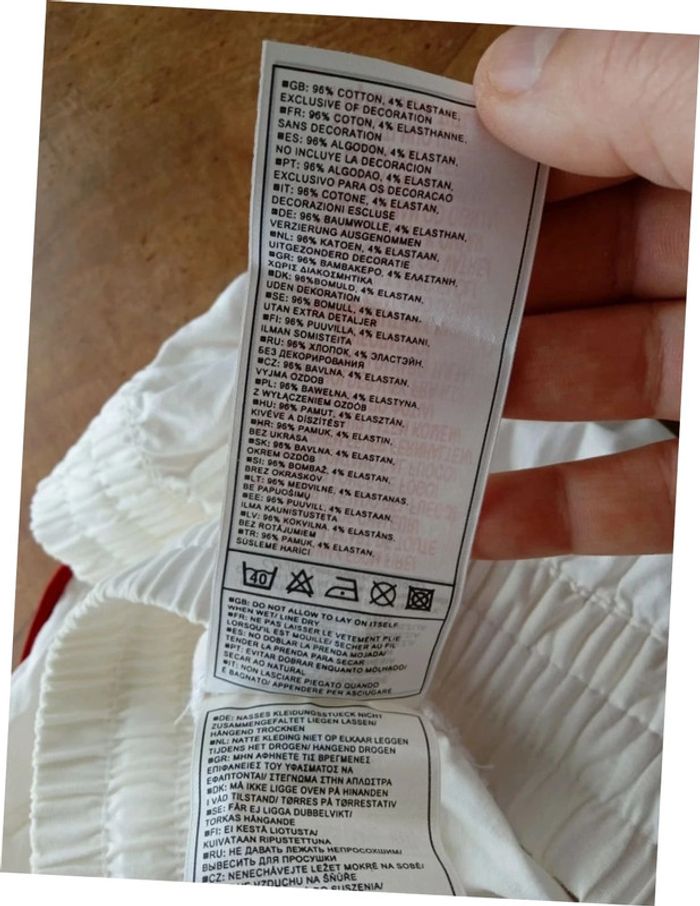 ■GB: 96% COTTON, 4% ELASTANE,
EXCLUSIVE OF DECORATION
■FR: 96% COTON, 4% ELASTHANNE,
SANS DECORATION
■ES: 96% ALGODON, 4% ELASTAN,
NO INCLUYE LA DECORACION
■PT: 96% ALGODAO, 4% ELASTAN,
EXCLUSIVO PARA OS DECORACAO
■IT: 96% COTONE, 4% ELASTAN,
DECORAZIONI ESCLUSE
■DE: 96% BAUMWOLLE, 4% ELASTHAN,
VERZIERUNG AUSGENOMMEN
■NL: 96% KATOEN, 4% ELASTAAN,
UITGEZONDERD DECORATIE
■GR: 96% ΒΑΜΒΑΚΕΡΟ, 4% ΕΛΑΣΤΑΝΗ,
ΧΩΡΙΣ ΔΙΑΚΟΣΜΗΤΙΚΑ
■DK: 96%BOMULD, 4% ELASTAN,
UDEN DEKORATION
■SE: 96% BOMULL, 4% ELASTAN,
UTAN EXTRA DETALJER
■FI: 96% PUUVILLA, 4% ELASTAANI,
ILMAN SOMISTEITA
■RU: 96% ХЛОПОК, 4% ЭЛАСТЭЙН,
БЕЗ ДЕКОРИРОВАНИЯ
■CZ: 96% BAVLNA, 4% ELASTAN,
VYJMA OZDOB
■PL: 96% BAWEŁNA, 4% ELASTYNA,
Z WYŁĄCZENIEM OZDÓB
■HU: 96% PAMUT, 4% ELASZTÁN,
KIVÉVE A DÍSZÍTÉST
■HR: 96% PAMUK, 4% ELASTIN,
BEZ UKRASA
■SK: 96% BAVLNA, 4% ELASTAN,
OKREM OZDÔB
■SI: 96% BOMBAŽ, 4% ELASTAN,
BREZ OKRASKOV
■LT: 96% MEDVILNĖ, 4% ELASTANAS,
BE PAPUOŠIMŲ
■EE: 96% PUUVILL, 4% ELASTAAN,
ILMA KAUNISTUSTETA
■LV: 96% KOKVILNA, 4% ELASTĀNS,
BEZ ROTĀJUMIEM
■TR: 96% PAMUK, 4% ELASTAN,
SÜSLEME HARİCİ
40
■GB: DO NOT ALLOW TO LAY ON ITSELF
WHEN WET/ LINE DRY
■FR: NE PAS LAISSER LE VETEMENT PLIE
LORSQU'IL EST MOUILLE/ SECHER AU FIL
■ES: NO DOBLAR LA PRENDA MOJADA/
TENDER LA PRENDA PARA SECAR
■PT: EVITAR DOBRAR ENQUANTO MOLHADO/
SECAR AO NATURAL
■IT: NON LASCIARE PIEGATO QUANDO
E BAGNATO/ APPENDERE PER ASCIUGARE
■DE: NASSES KLEIDUNGSSTUECK NICHT
ZUSAMMENGEFALTET LIEGEN LASSEN/
HÄNGEND TROCKNEN
■NL: NATTE KLEDING NIET OP ELKAAR LEGGEN
TIJDENS HET DROGEN/ HANGEND DROGEN
■GR: ΜΗΝ ΑΦΗΝΕΤΕ ΤΙΣ ΒΡΕΓΜΕΝΕΣ
ΕΠΙΦΑΝΕΙΕΣ ΤΟΥ ΥΦΑΣΜΑΤΟΣ ΝΑ
ΕΦΑΠΤΟΝΤΑΙ/ ΣΤΕΓΝΩΜΑ ΣΤΗΝ ΑΠΛΩΣΤΡΑ
■DK: MÅ IKKE LIGGE OVEN PÅ HINANDEN
I VÅD TILSTAND/ TØRRES PÅ TØRRESTATIV
■SE: FÅR EJ LIGGA DUBBELVIKT/
TORKAS HÄNGANDE
■FI: EI KESTÄ LIOTUSTA/
KUIVATAAN RIPUSTETTUNA
■RU: НЕ ДАВАТЬ ЛЕЖАТЬ НЕПРОСОХШИМ/
ВЫВЕСИТЬ ДЛЯ ПРОСУШКИ
■CZ: NENECHÁVEJTE LEŽET MOKRÉ NA SOBĚ/
VZDUCHU NA ŠŇŮŘE
SUSZENIA/